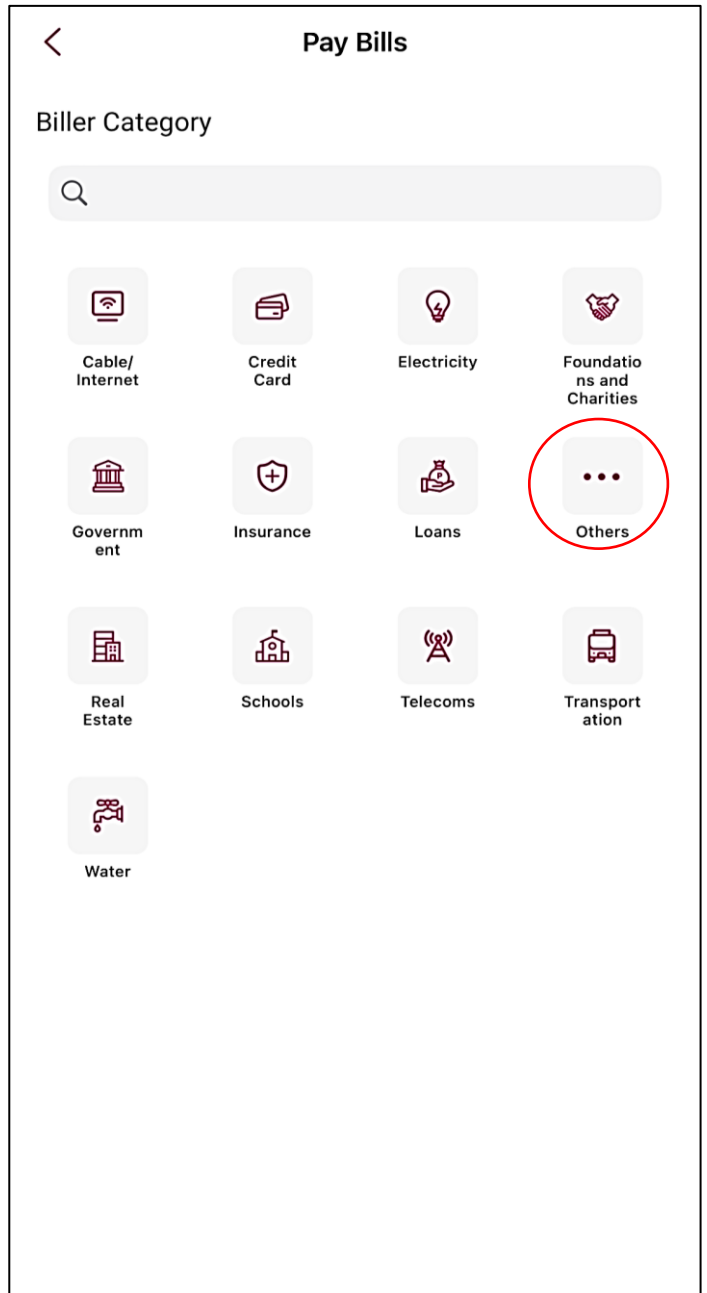 Pay Bills
Biller Category
Cable/
Internet
Credit
Card
Electricity
Foundatio
ns and
Charities
Governm
ent
Insurance
Loans
Others
Real
Estate
Schools
Telecoms
Transport
ation
Water